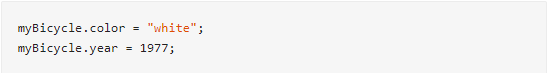 myBicycle.color = "white";
myBicycle.year = 1977;